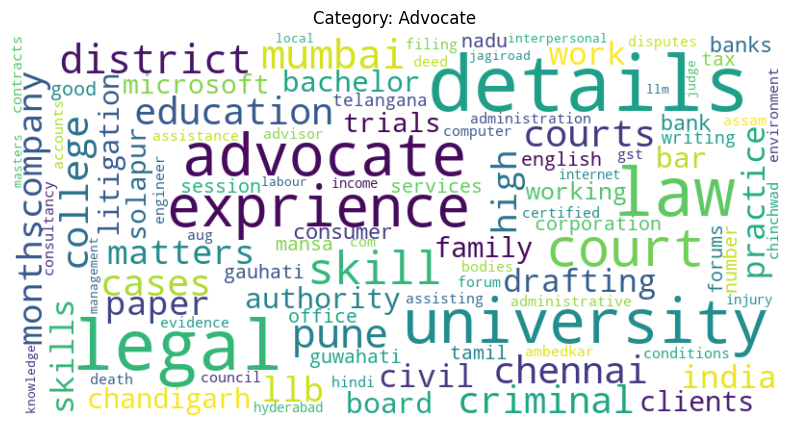 Category: Advocate
local
interpersonal
contracts
district
mumbai
nadu
filing
work
disputes
banks
deed
jagiroad
good
microsoft
bachelor
details
tax
judge
telangana
llm
monthscompany
litigation
education
trials
administration
courts
bank
assam
environment
accounts
college
solapur
assistance
advisor
computer
writing
masters
advocate
english
gst
bar
engineer
session
labour
income
services
high
working
internet
law
practice
consultancy
exprience
certified
corporation
chinchwad
aug
consumer
court
forums
number
matters
mansa
com
family
management
gauhati
skill
bodies
drafting
cases
authority
forum
assisting
administrative
injury
paper
office
university
skills
legal
evidence
pune
guwahati
tamil
ambedkar
conditions
knowledge
death
council
hindi
civil
chennai
india
chandigarh
llb
hyderabad
board
criminal
clients